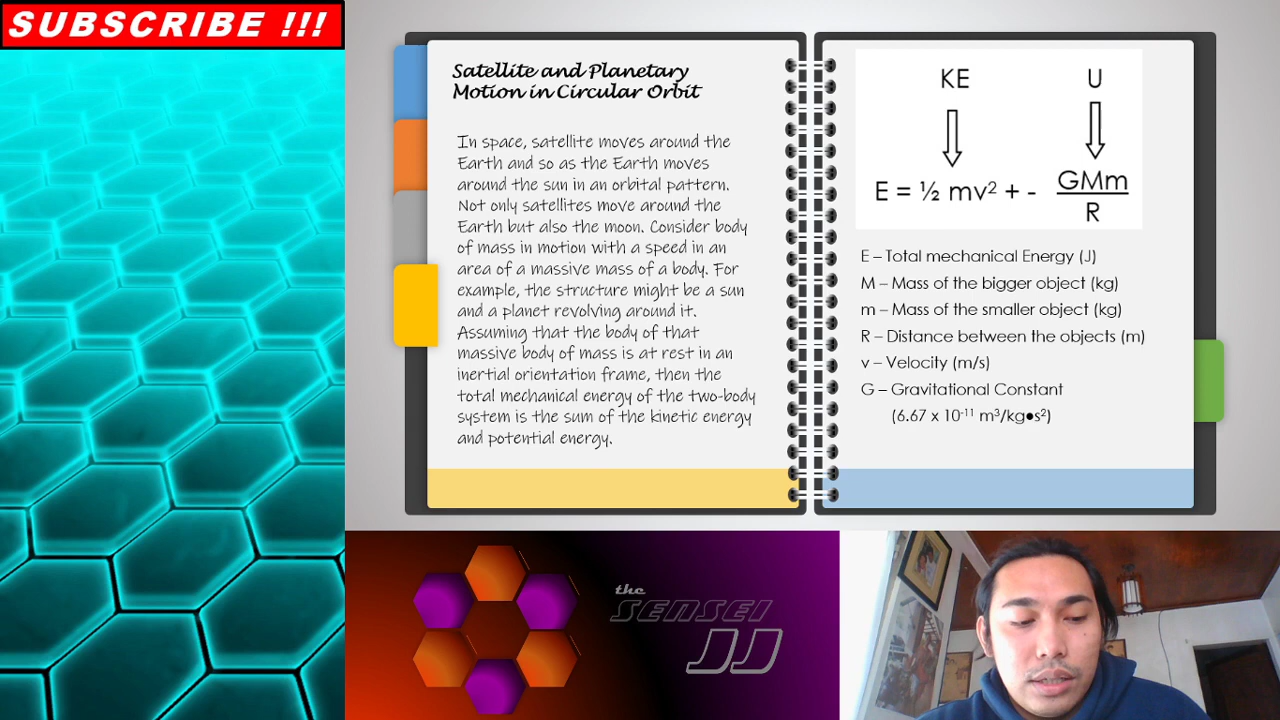 SUBSCRIBE !!!
Satellite and Planetary
Motion in Circular Orbit
In space, satellite moves around the
Earth and so as the Earth moves
around the sun in an orbital pattern.
Not only satellites move around the
Earth but also the moon. Consider body
of mass in motion with a speed in an
area of a massive mass of a body. For
example, the structure might be a sun
and a planet revolving around it.
Assuming that the body of that
massive body of mass is at rest in an
inertial orientation frame, then the
total mechanical energy of the two-body
system is the sum of the kinetic energy
and potential energy.
KE U
E = ½ mv² + - GMm
R
E – Total mechanical Energy (J)
M – Mass of the bigger object (kg)
m – Mass of the smaller object (kg)
R – Distance between the objects (m)
v – Velocity (m/s)
G – Gravitational Constant
(6.67 x 10⁻¹¹ m³/kg●s²)
the
SENSEI
JJ